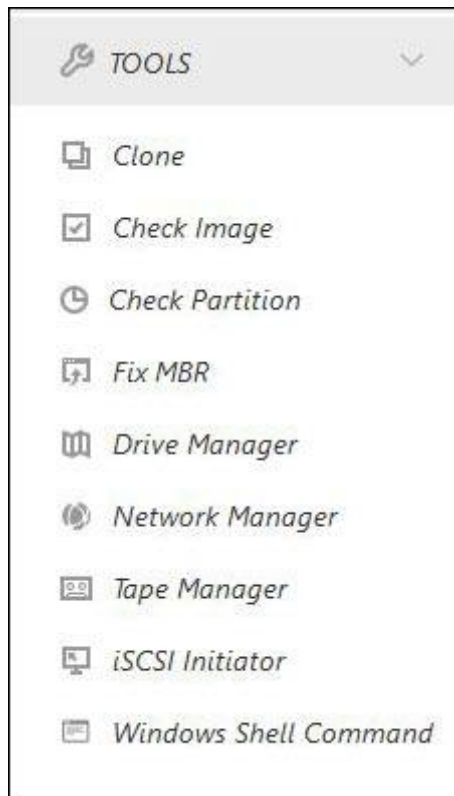 TOOLS
Clone
Check Image
Check Partition
Fix MBR
Drive Manager
Network Manager
Tape Manager
iSCSI Initiator
Windows Shell Command